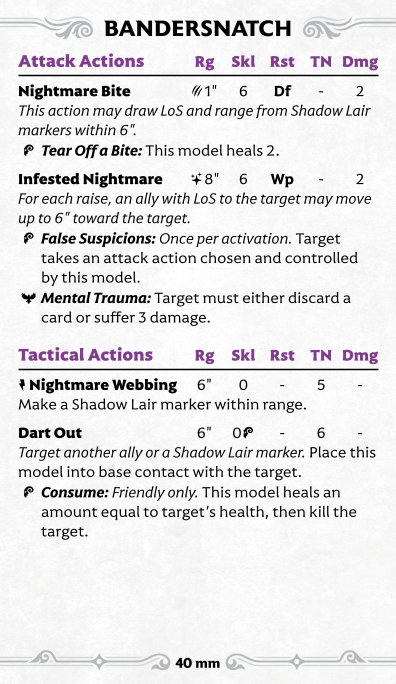 BANDERSNATCH
Attack Actions Rg Skl Rst TN Dmg
Nightmare Bite 1" 6 Df - 2
This action may draw LoS and range from Shadow Lair
markers within 6".
Tear Off a Bite: This model heals 2.
Infested Nightmare 8" 6 Wp - 2
For each raise, an ally with LoS to the target may move
up to 6" toward the target.
False Suspicions: Once per activation. Target
takes an attack action chosen and controlled
by this model.
Mental Trauma: Target must either discard a
card or suffer 3 damage.
Tactical Actions Rg Skl Rst TN Dmg
Nightmare Webbing 6" 0 - 5 -
Make a Shadow Lair marker within range.
Dart Out 6" 0 - 6 -
Target another ally or a Shadow Lair marker. Place this
model into base contact with the target.
Consume: Friendly only. This model heals an
amount equal to target's health, then kill the
target.
40 mm